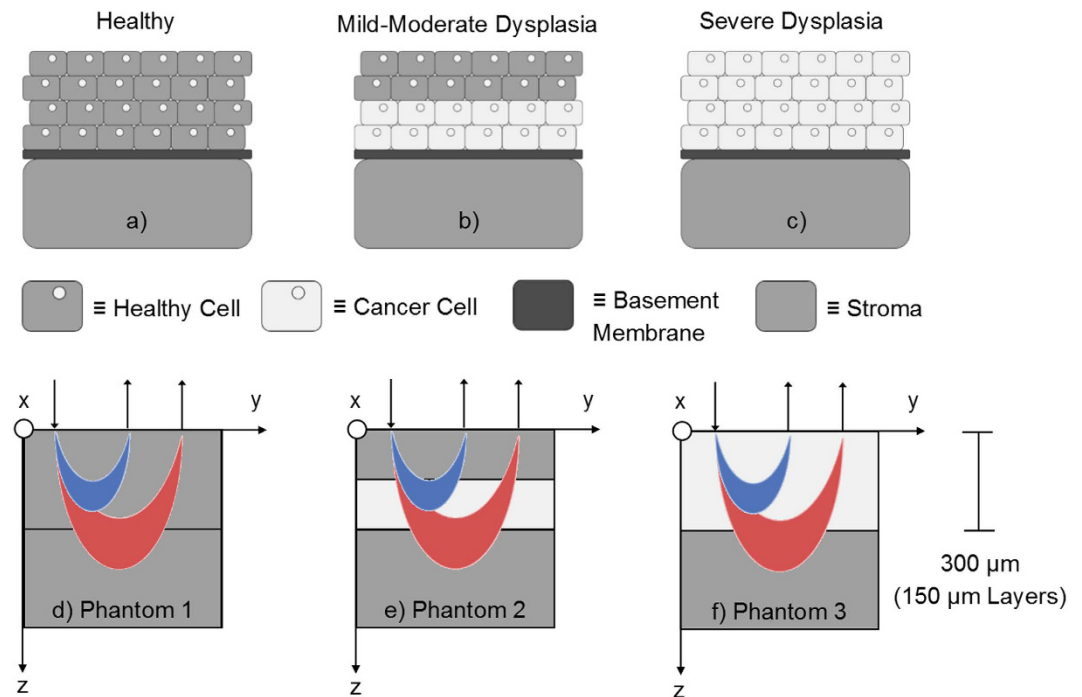 Healthy
Mild-Moderate Dysplasia
Severe Dysplasia
a)
b)
c)
≡ Healthy Cell
≡ Cancer Cell
≡ Basement
Membrane
≡ Stroma
x
y
x
y
x
y
300 µm
(150 µm Layers)
d) Phantom 1
e) Phantom 2
f) Phantom 3
z
z
z